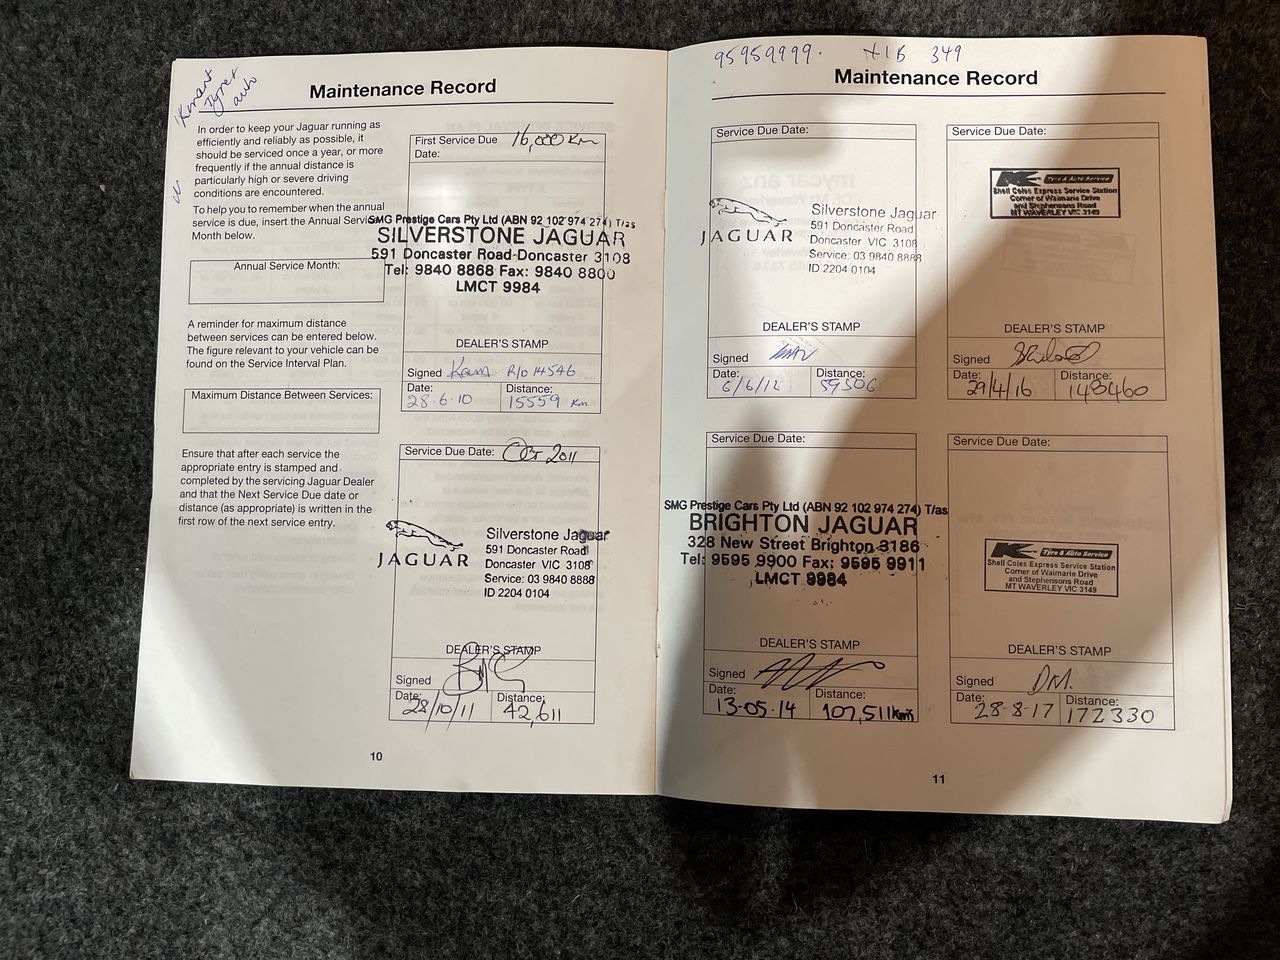 Kmart
Tyre &
auto
Maintenance Record
In order to keep your Jaguar running as
efficiently and reliably as possible, it
should be serviced once a year, or more
frequently if the annual distance is
particularly high or severe driving
conditions are encountered.
To help you to remember when the annual
service is due, insert the Annual Service
Month below.
Annual Service Month:
A reminder for maximum distance
between services can be entered below.
The figure relevant to your vehicle can be
found on the Service Interval Plan.
Maximum Distance Between Services:
Ensure that after each service the
appropriate entry is stamped and
completed by the servicing Jaguar Dealer
and that the Next Service Due date or
distance (as appropriate) is written in the
first row of the next service entry.
First Service Due 16,000 Km
Date:
SMG Prestige Cars Pty Ltd (ABN 92 102 974 274) T/as
SILVERSTONE JAGUAR
591 Doncaster Road Doncaster 3108
Tel: 9840 8868 Fax: 9840 8800
LMCT 9984
DEALER'S STAMP
Signed R/O 14546
Date: Distance:
28.6.10 15559 Km
Service Due Date: Oct 2011
JAGUAR
Silverstone Jaguar
591 Doncaster Road
Doncaster VIC 3108
Service: 03 9840 8888
ID 2204 0104
DEALER'S STAMP
Signed
Date: Distance:
28/10/11 42,611
10
95959999. 349
Maintenance Record
Service Due Date:
JAGUAR
Silverstone Jaguar
591 Doncaster Road
Doncaster VIC 3108
Service: 03 9840 8888
ID 2204 0104
DEALER'S STAMP
Signed
Date: Distance:
6/6/12 59506
Service Due Date:
SMG Prestige Cars Pty Ltd (ABN 92 102 974 274) T/as
BRIGHTON JAGUAR
328 New Street Brighton 3186
Tel: 9595 9900 Fax: 9595 9911
LMCT 9984
DEALER'S STAMP
Signed
Date: Distance:
13-05-14 107,511kms
Service Due Date:
K Tyre & Auto Service
Shell Coles Express Service Station
Corner of Waimarie Drive
and Stephensons Road
MT WAVERLEY VIC 3149
DEALER'S STAMP
Signed
Date: Distance:
29/4/16 148460
Service Due Date:
K Tyre & Auto Service
Shell Coles Express Service Station
Corner of Waimarie Drive
and Stephensons Road
MT WAVERLEY VIC 3149
DEALER'S STAMP
Signed DM.
Date: Distance:
28-8-17 172330
11